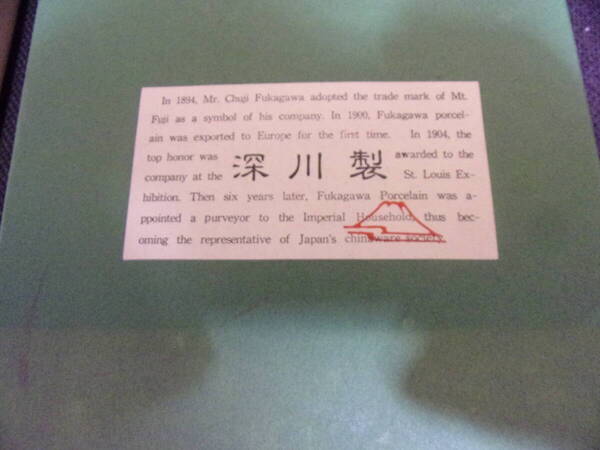 In 1894, Mr. Chuji Fukagawa adopted the trade mark of Mt.
Fuji as a symbol of his company. In 1900, Fukagawa porcel-
ain was exported to Europe for the first time. In 1904, the
top honor was 深川製 awarded to the
company at the St. Louis Ex-
hibition. Then six years later, Fukagawa Porcelain was a-
ppointed a purveyor to the Imperial Household, thus bec-
oming the representative of Japan's chinaware society.